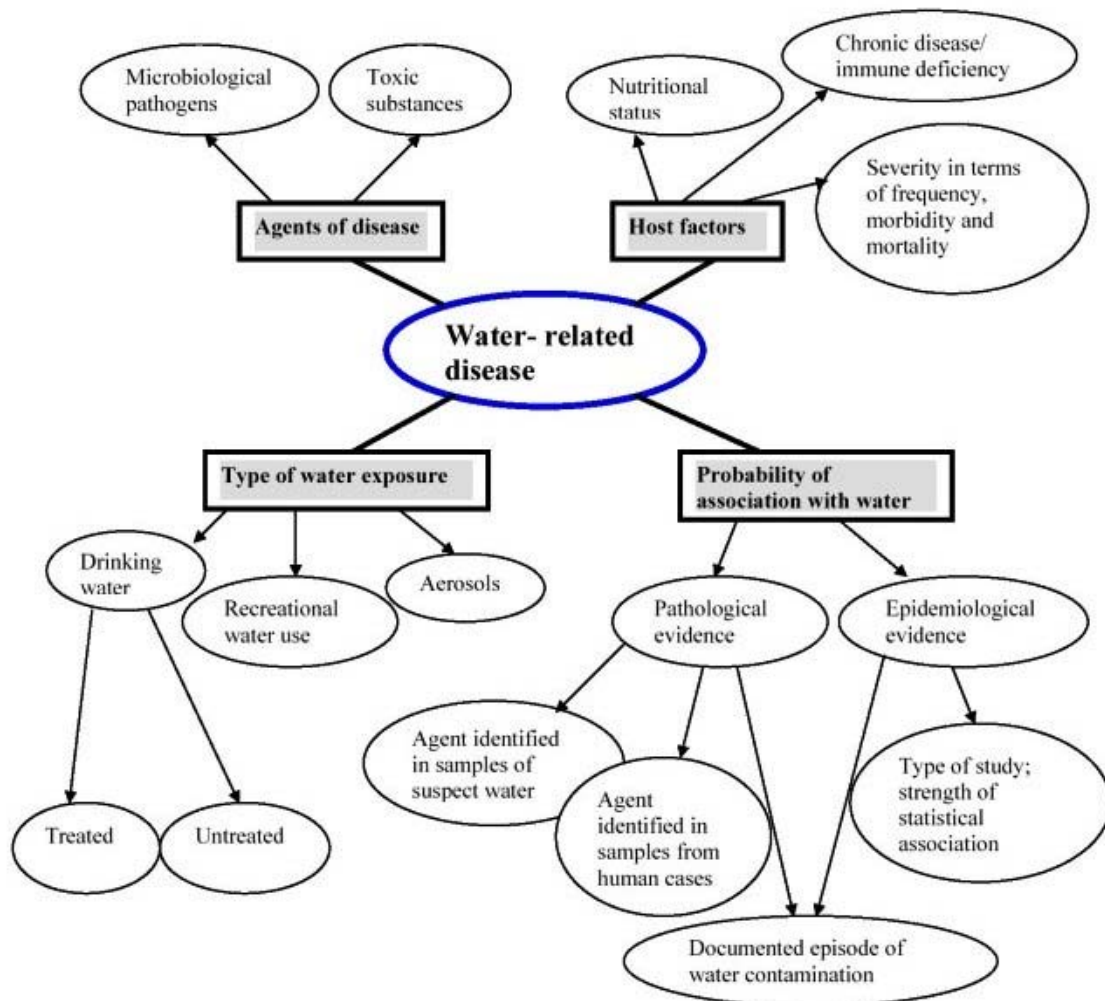 Microbiological
pathogens
Toxic
substances
Nutritional
status
Chronic disease/
immune deficiency
Severity in terms
of frequency,
morbidity and
mortality
Agents of disease
Host factors
Water- related
disease
Type of water exposure
Probability of
association with water
Drinking
water
Recreational
water use
Aerosols
Pathological
evidence
Epidemiological
evidence
Agent identified
in samples of
suspect water
Agent
identified in
samples from
human cases
Type of study;
strength of
statistical
association
Treated
Untreated
Documented episode of
water contamination